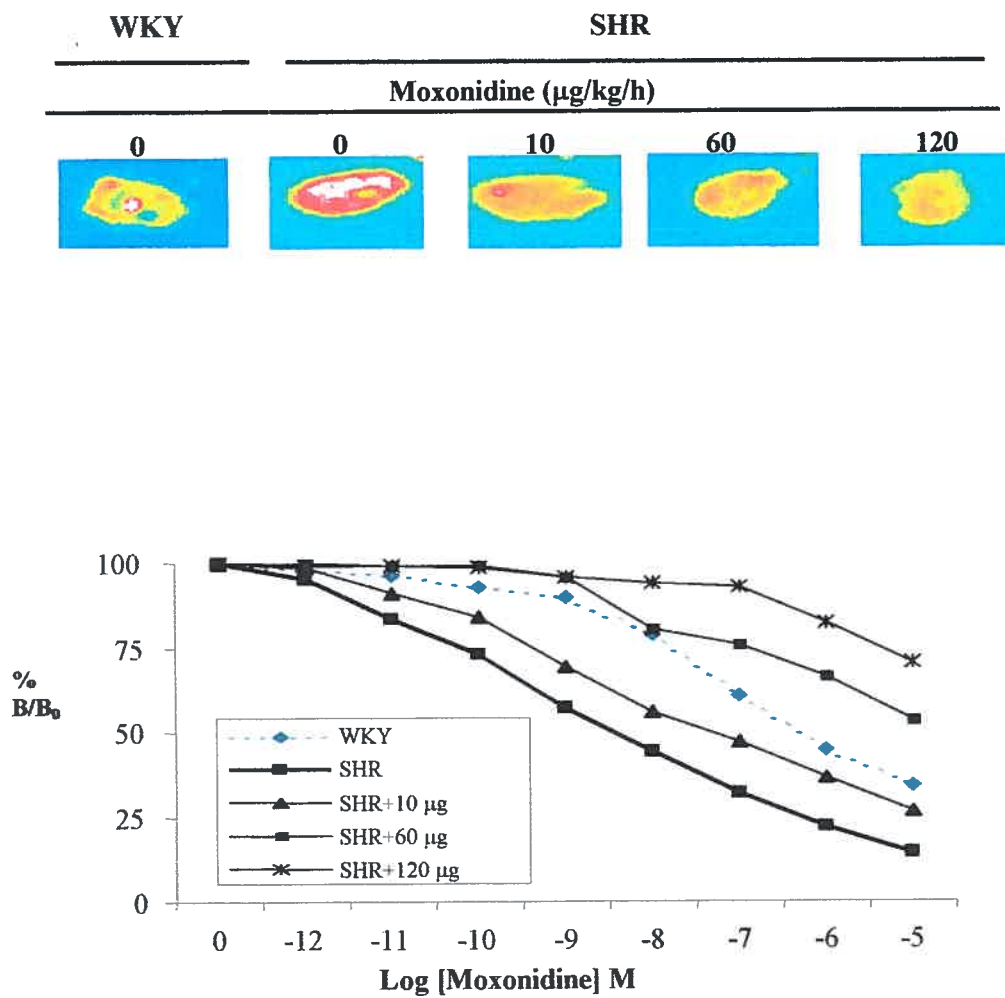 WKY SHR
Moxonidine (μg/kg/h)
0 0 10 60 120
100
75
%
B/B₀
50
25
0
WKY
SHR
SHR+10 μg
SHR+60 μg
SHR+120 μg
0 -12 -11 -10 -9 -8 -7 -6 -5
Log [Moxonidine] M